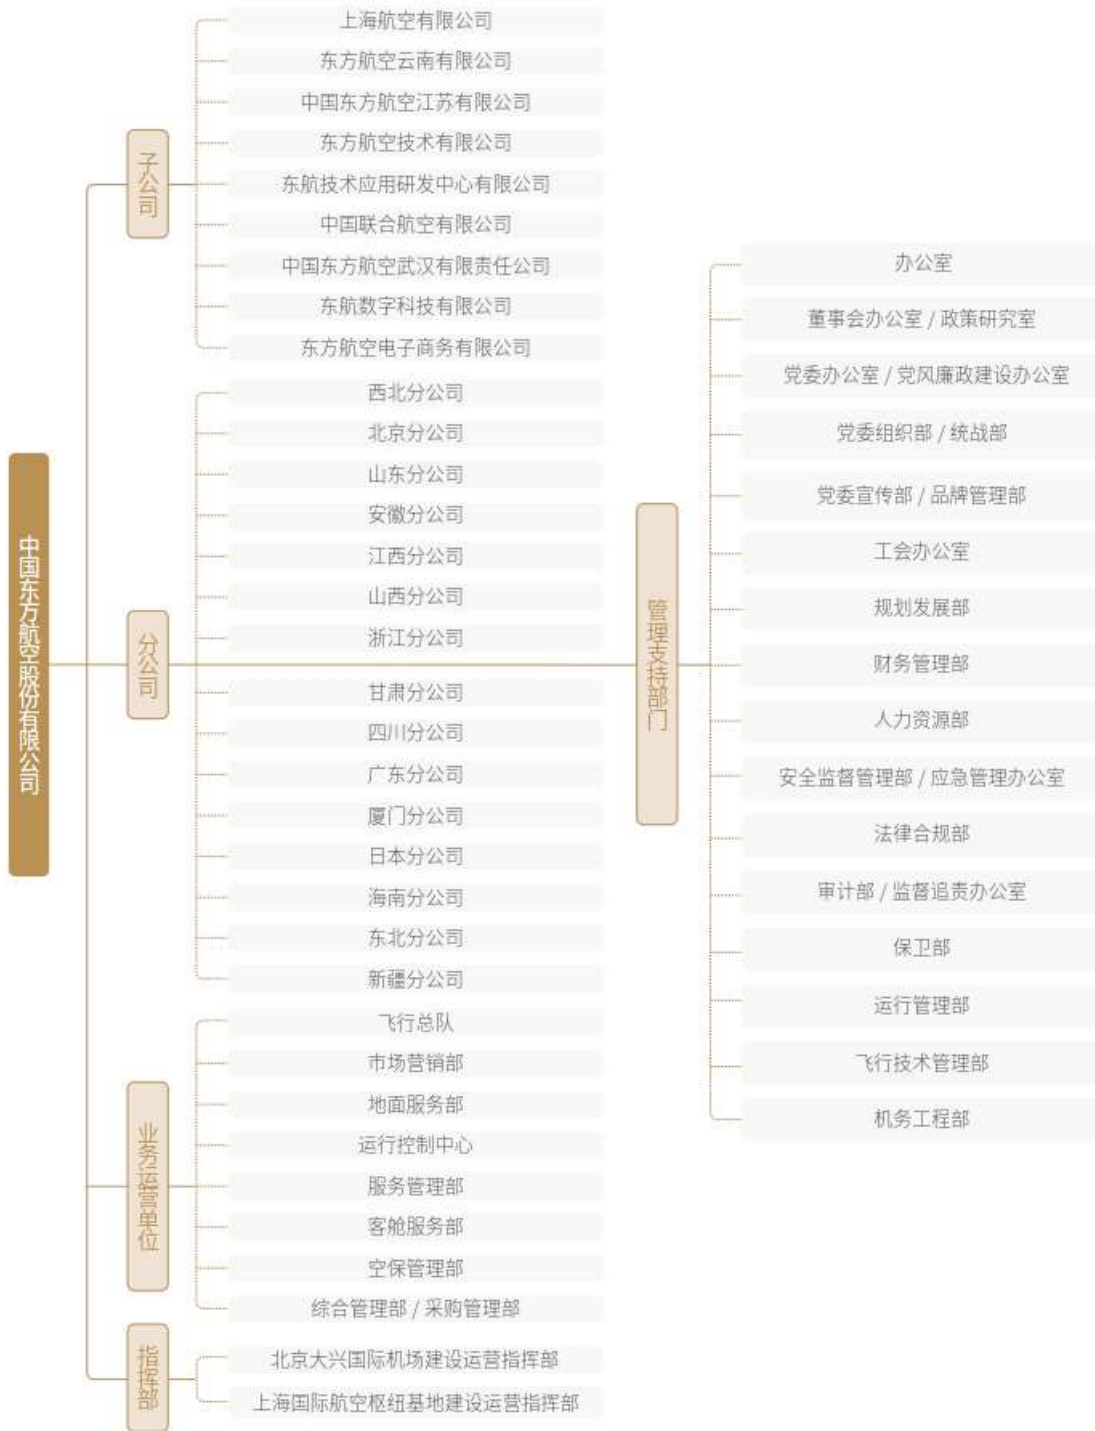 中国东方航空股份有限公司
子公司
上海航空有限公司
东方航空云南有限公司
中国东方航空江苏有限公司
东方航空技术有限公司
东航技术应用研发中心有限公司
中国联合航空有限公司
中国东方航空武汉有限责任公司
东航数字科技有限公司
东方航空电子商务有限公司
分公司
西北分公司
北京分公司
山东分公司
安徽分公司
江西分公司
山西分公司
浙江分公司
甘肃分公司
四川分公司
广东分公司
厦门分公司
日本分公司
海南分公司
东北分公司
新疆分公司
业务运营单位
飞行总队
市场营销部
地面服务部
运行控制中心
服务管理部
客舱服务部
空保管理部
综合管理部 / 采购管理部
指挥部
北京大兴国际机场建设运营指挥部
上海国际航空枢纽基地建设运营指挥部
管理支持部门
办公室
董事会办公室 / 政策研究室
党委办公室 / 党风廉政建设办公室
党委组织部 / 统战部
党委宣传部 / 品牌管理部
工会办公室
规划发展部
财务管理部
人力资源部
安全监督管理部 / 应急管理办公室
法律合规部
审计部 / 监督追责办公室
保卫部
运行管理部
飞行技术管理部
机务工程部